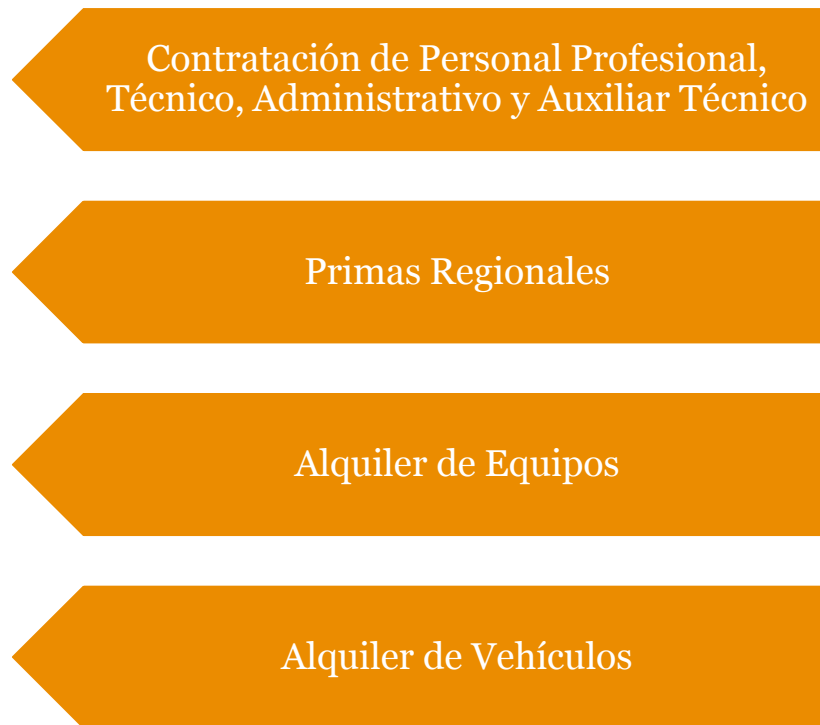 Contratación de Personal Profesional,
Técnico, Administrativo y Auxiliar Técnico
Primas Regionales
Alquiler de Equipos
Alquiler de Vehículos